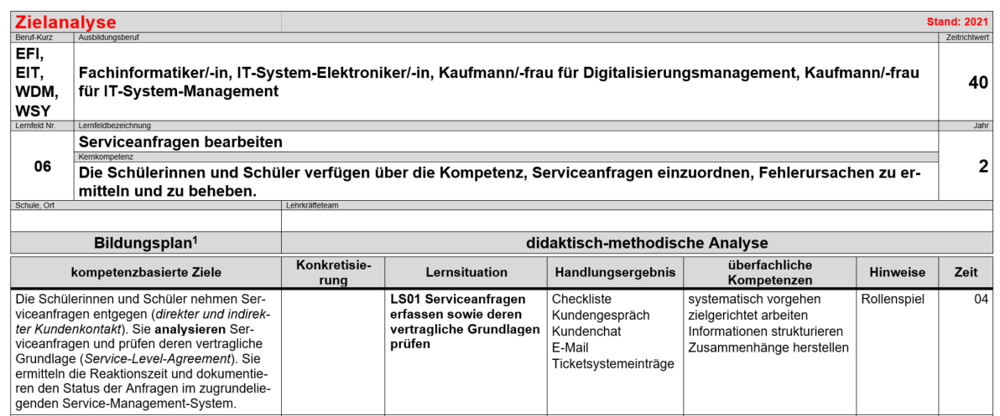 Zielanalyse Stand: 2021
Beruf-Kurz Ausbildungsberuf Zeitrichtwert
EFI,
EIT,
WDM,
WSY
Fachinformatiker/-in, IT-System-Elektroniker/-in, Kaufmann/-frau für Digitalisierungsmanagement, Kaufmann/-frau
für IT-System-Management
40
Lernfeld Nr. Lernfeldbezeichnung Jahr
06
Serviceanfragen bearbeiten
Kernkompetenz
Die Schülerinnen und Schüler verfügen über die Kompetenz, Serviceanfragen einzuordnen, Fehlerursachen zu er-
mitteln und zu beheben.
2
Schule, Ort Lehrkräfteteam
Bildungsplan¹ didaktisch-methodische Analyse
kompetenzbasierte Ziele
Konkretisie-
rung
Lernsituation
Handlungsergebnis
überfachliche
Kompetenzen
Hinweise
Zeit
Die Schülerinnen und Schüler nehmen Ser-
viceanfragen entgegen (direkter und indirek-
ter Kundenkontakt). Sie analysieren Ser-
viceanfragen und prüfen deren vertragliche
Grundlage (Service-Level-Agreement). Sie
ermitteln die Reaktionszeit und dokumentie-
ren den Status der Anfragen im zugrundelie-
genden Service-Management-System.
LS01 Serviceanfragen
erfassen sowie deren
vertragliche Grundlagen
prüfen
Checkliste
Kundengespräch
Kundenchat
E-Mail
Ticketsystemeinträge
systematisch vorgehen
zielgerichtet arbeiten
Informationen strukturieren
Zusammenhänge herstellen
Rollenspiel
04